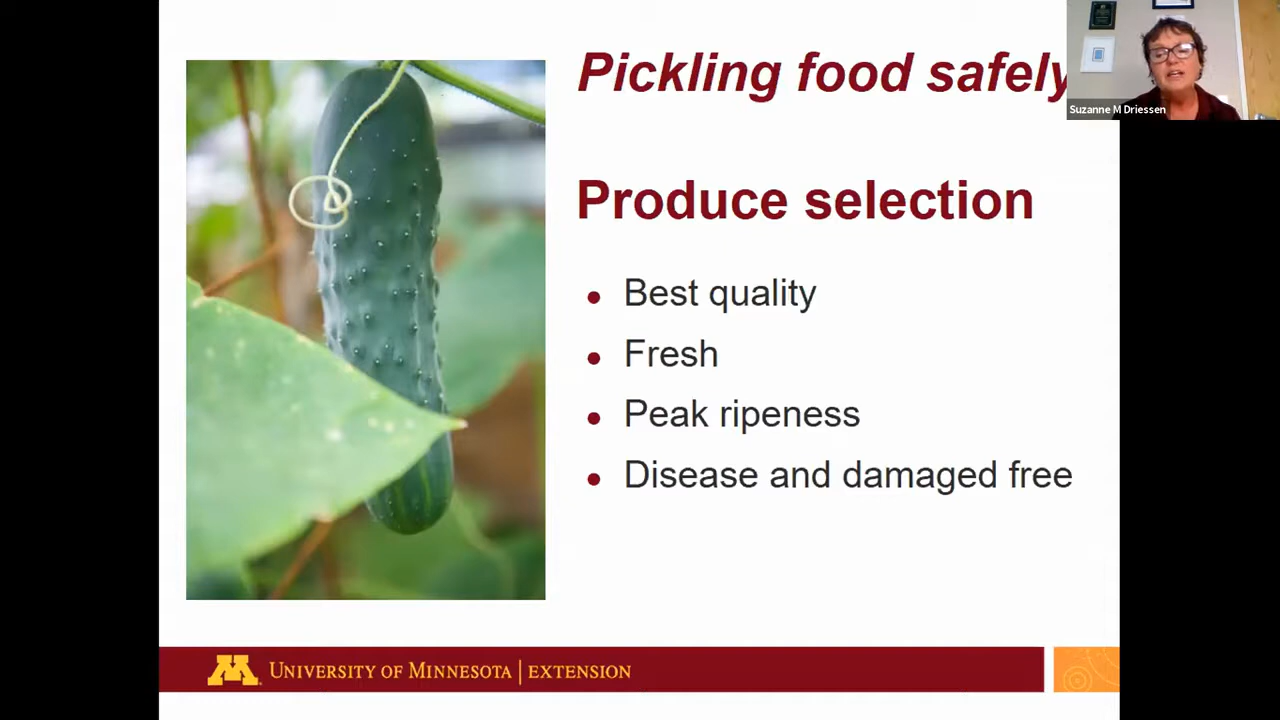 Pickling food safely
Suzanne M Driessen
Produce selection
• Best quality
• Fresh
• Peak ripeness
• Disease and damaged free
UNIVERSITY OF MINNESOTA | EXTENSION